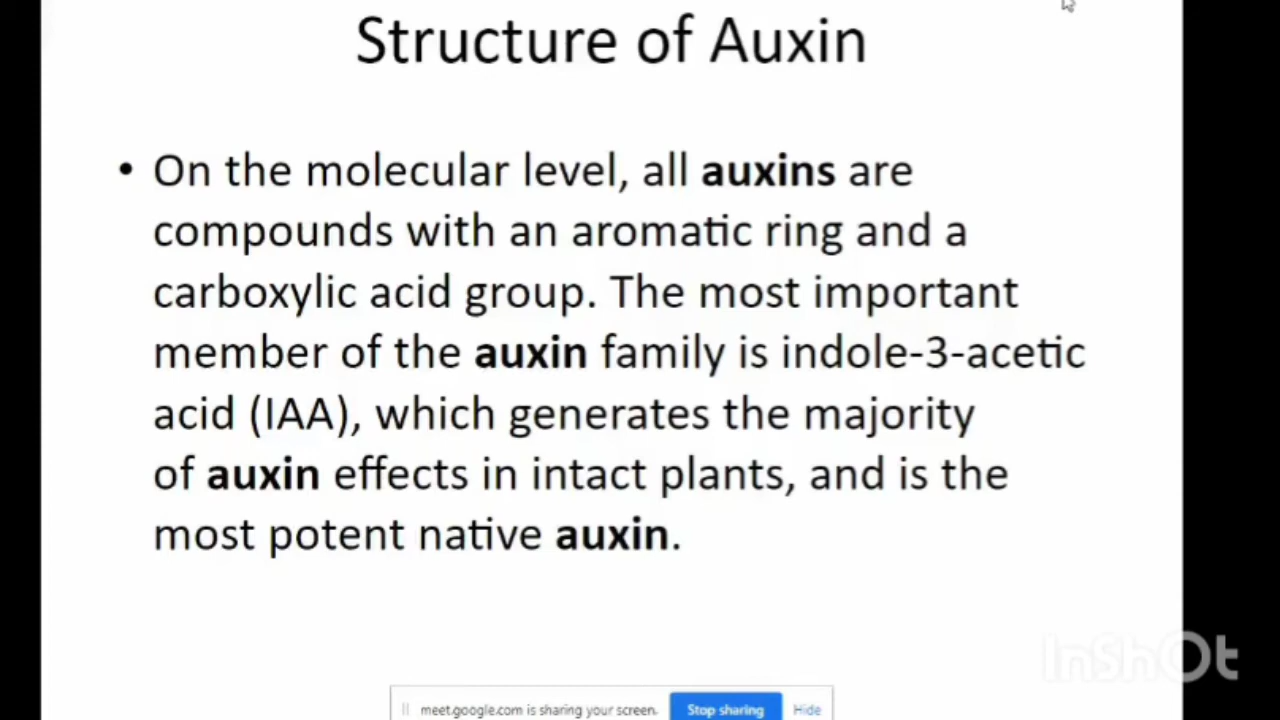 Structure of Auxin
• On the molecular level, all auxins are
compounds with an aromatic ring and a
carboxylic acid group. The most important
member of the auxin family is indole-3-acetic
acid (IAA), which generates the majority
of auxin effects in intact plants, and is the
most potent native auxin.
InShOt
meet.google.com is sharing your screen. Stop sharing Hide